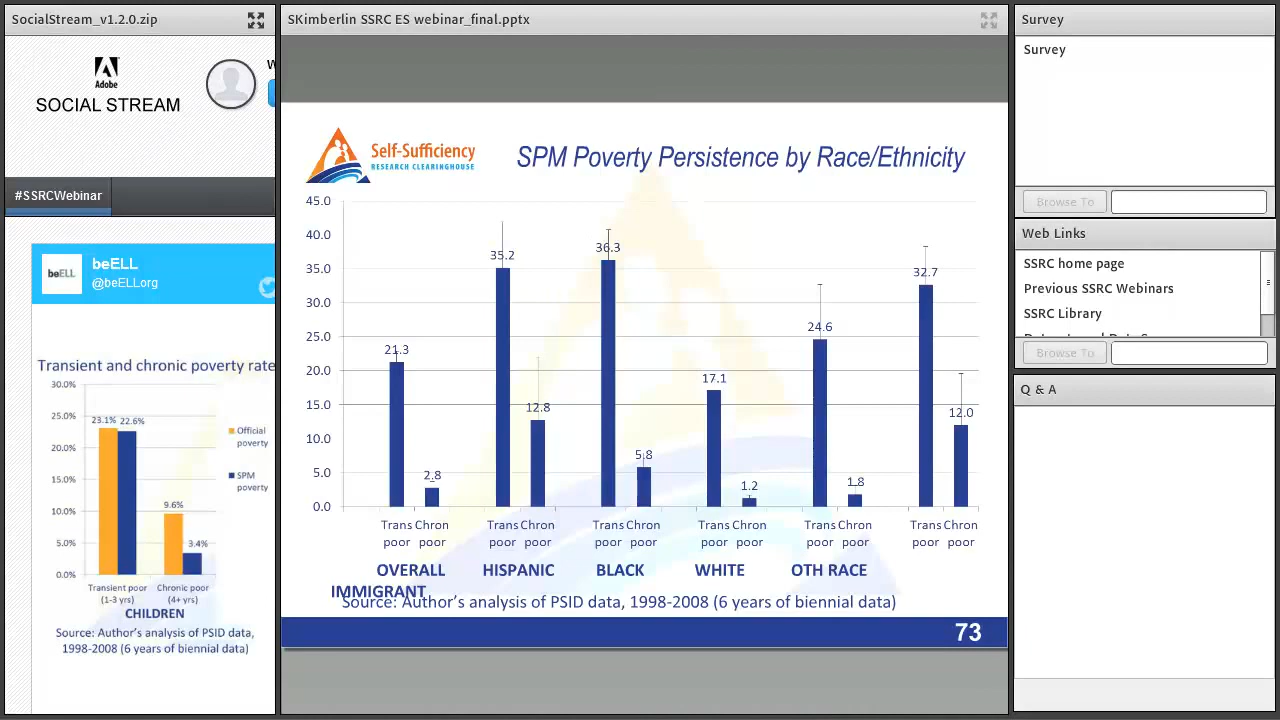 SocialStream_v1.2.0.zip
Adobe
SOCIAL STREAM
W
#SSRCWebinar
beELL
beELL
@beELLorg
Transient and chronic poverty rate
30.0%
25.0%
20.0%
15.0%
10.0%
5.0%
0.0%
23.1%
22.6%
9.6%
3.4%
Official
poverty
SPM
poverty
Transient poor
(1-3 yrs)
Chronic poor
(4+ yrs)
CHILDREN
Source: Author's analysis of PSID data,
1998-2008 (6 years of biennial data)
SKimberlin SSRC ES webinar_final.pptx
Self-Sufficiency
RESEARCH CLEARINGHOUSE
SPM Poverty Persistence by Race/Ethnicity
45.0
40.0
35.0
30.0
25.0
20.0
15.0
10.0
5.0
0.0
21.3
2.8
35.2
12.8
36.3
5.8
17.1
1.2
24.6
1.8
32.7
12.0
Trans Chron
poor poor
Trans Chron
poor poor
Trans Chron
poor poor
Trans Chron
poor poor
Trans Chron
poor poor
Trans Chron
poor poor
OVERALL HISPANIC BLACK WHITE OTH RACE
IMMIGRANT
Source: Author's analysis of PSID data, 1998-2008 (6 years of biennial data)
73
Survey
Survey
Browse To
Web Links
SSRC home page
Previous SSRC Webinars
SSRC Library
Browse To
Q & A